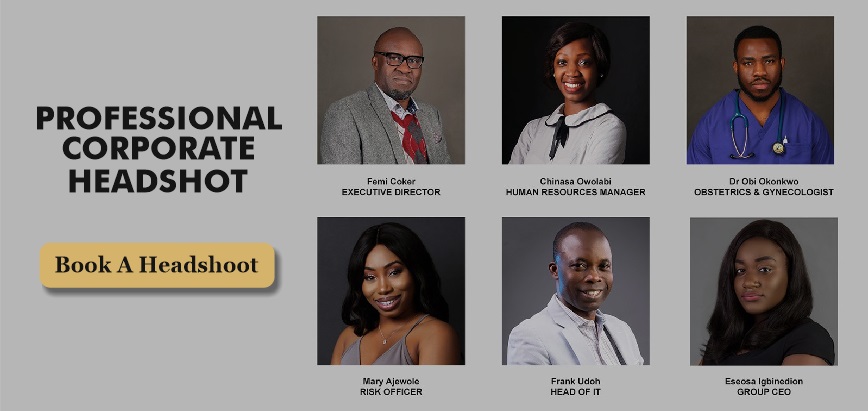 PROFESSIONAL
CORPORATE
HEADSHOT
Book A Headshoot
Femi Coker
EXECUTIVE DIRECTOR
Chinasa Owolabi
HUMAN RESOURCES MANAGER
Dr Obi Okonkwo
OBSTETRICS & GYNECOLOGIST
Mary Ajewole
RISK OFFICER
Frank Udoh
HEAD OF IT
Eseosa Igbinedion
GROUP CEO